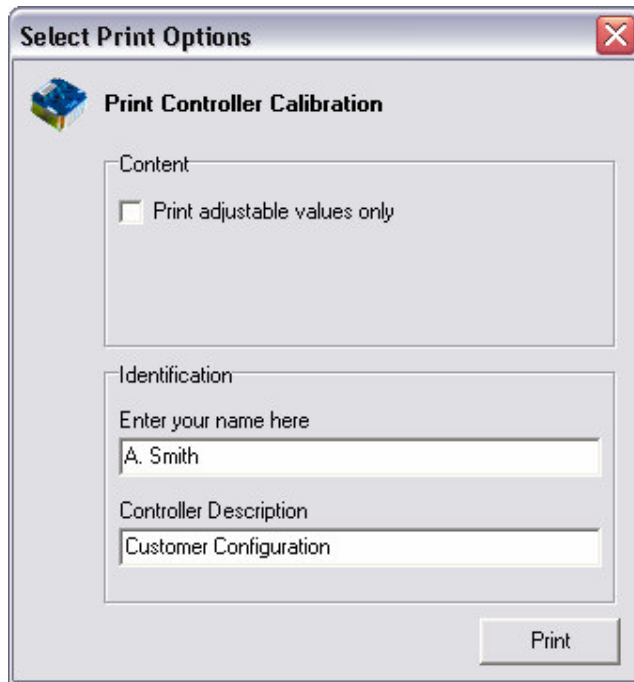 Select Print Options
Print Controller Calibration
Content
Print adjustable values only
Identification
Enter your name here
A. Smith
Controller Description
Customer Configuration
Print